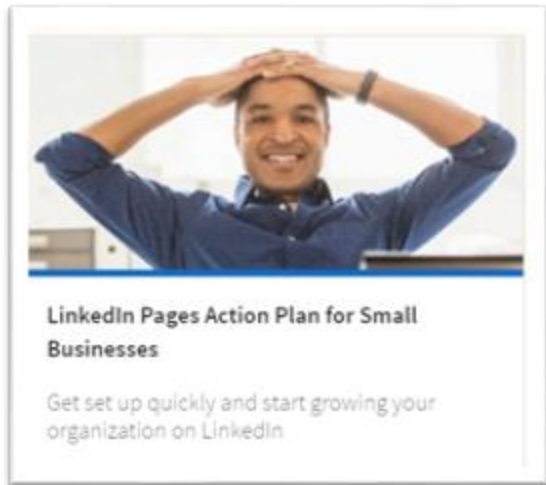 LinkedIn Pages Action Plan for Small
Businesses
Get set up quickly and start growing your
organization on LinkedIn